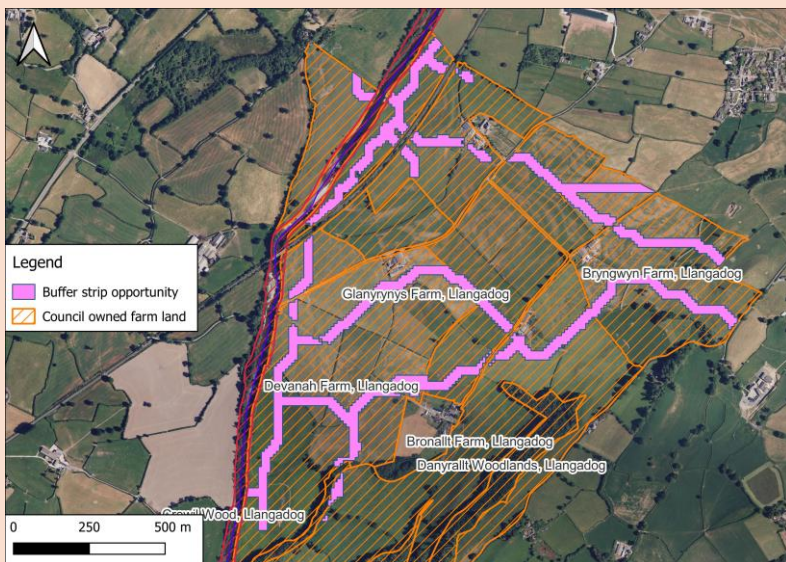 Legend
Buffer strip opportunity
Council owned farm land
Bryngwyn Farm, Llangadog
Glanyrynys Farm, Llangadog
Devanah Farm, Llangadog
Bronallt Farm, Llangadog
Danyrallt Woodlands, Llangadog
Wood, Llangadog
0 250 500 m